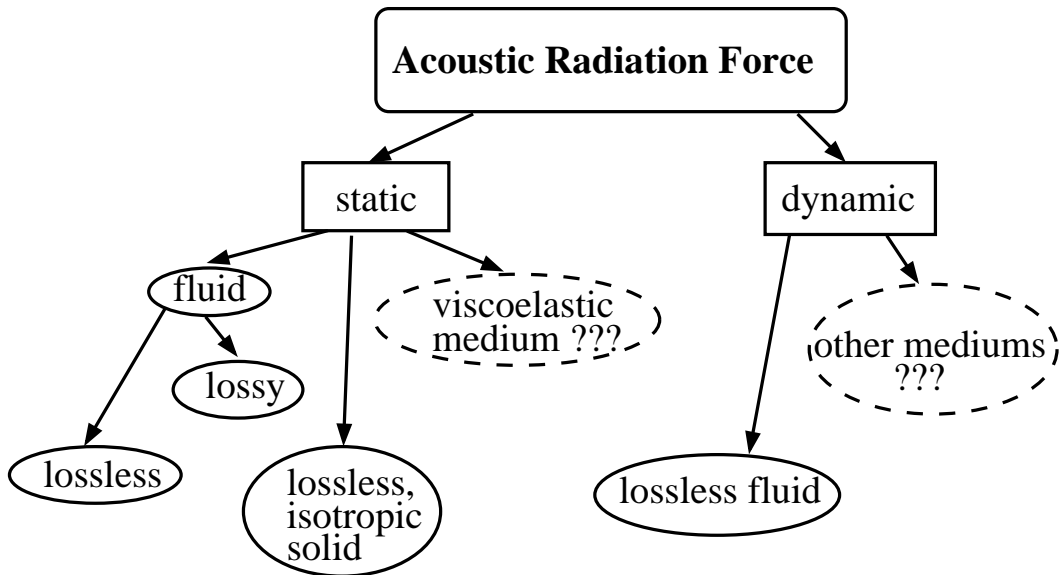 Acoustic Radiation Force
static
dynamic
fluid
viscoelastic
medium ???
other mediums
???
lossy
lossless
lossless,
isotropic
solid
lossless fluid